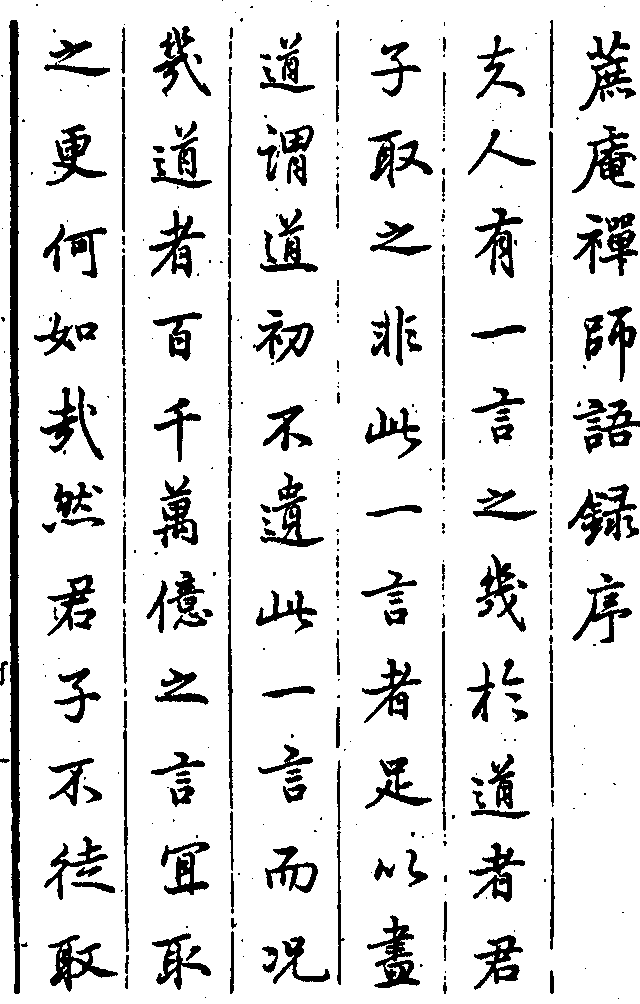 蔗庵禪師語録序
夫人有一言之幾於道者君
子取之非此一言者足以盡
道謂道初不遺此一言而况
幾道者百千萬億之言宜取
之更何如哉然君子不徒取